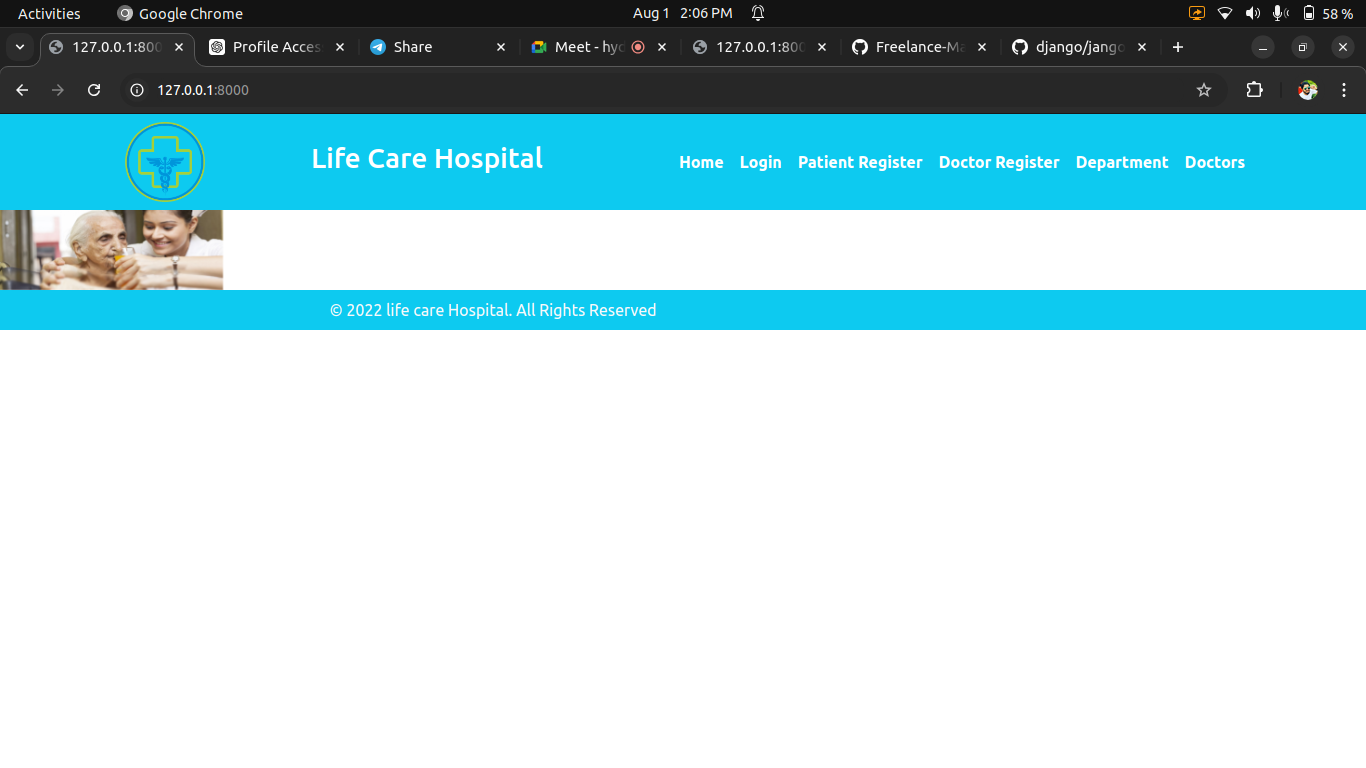 Activities Google Chrome Aug 1 2:06 PM 58 %
127.0.0.1:800 Profile Acces Share Meet - hyd 127.0.0.1:800 Freelance-Ma django/jango
127.0.0.1:8000
Life Care Hospital Home Login Patient Register Doctor Register Department Doctors
© 2022 life care Hospital. All Rights Reserved